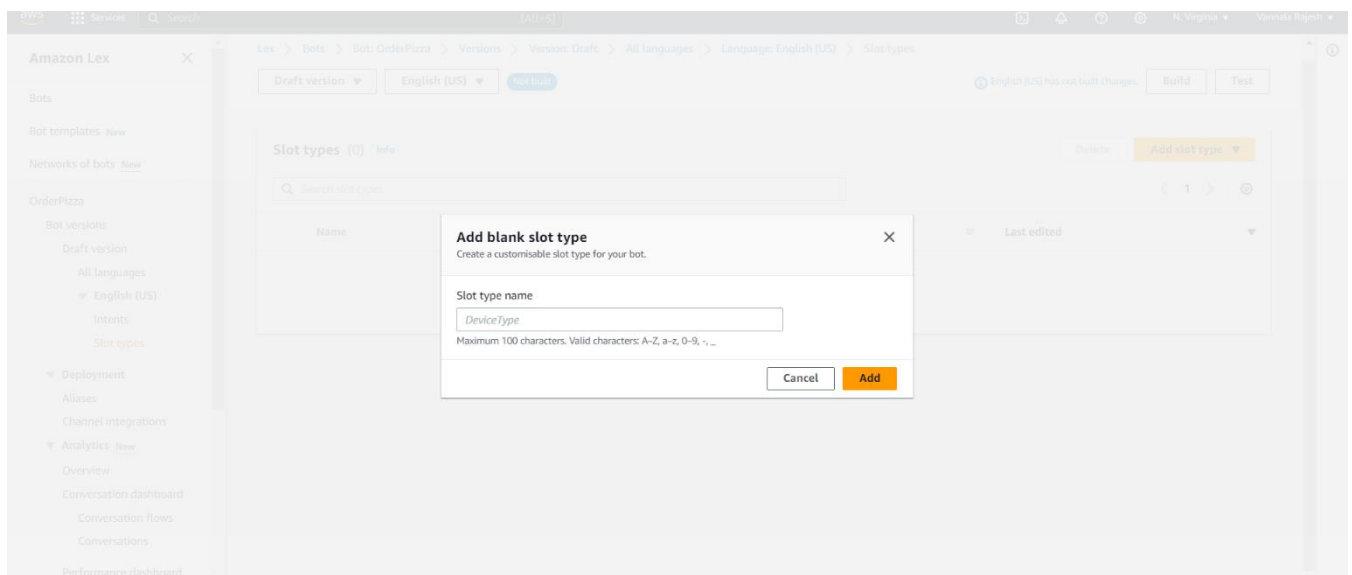 aws Services Search [Alt+S] N. Virginia Vannala Rajesh
Amazon Lex
Lex > Bots > Bot: OrderPizza > Versions > Version: Draft > All languages > Language: English (US) > Slot types
Draft version English (US) Not built English (US) has not built changes. Build Test
Bots
Bot templates New
Networks of bots New
OrderPizza
Bot versions
Draft version
All languages
English (US)
Intents
Slot types
Deployment
Aliases
Channel integrations
Analytics New
Overview
Conversation dashboard
Conversation flows
Conversations
Performance dashboard
Slot types (0) Info Delete Add slot type
Search slot types
1
Name Last edited
Add blank slot type
Create a customisable slot type for your bot.
Slot type name
DeviceType
Maximum 100 characters. Valid characters: A–Z, a–z, 0–9, -, _
Cancel Add